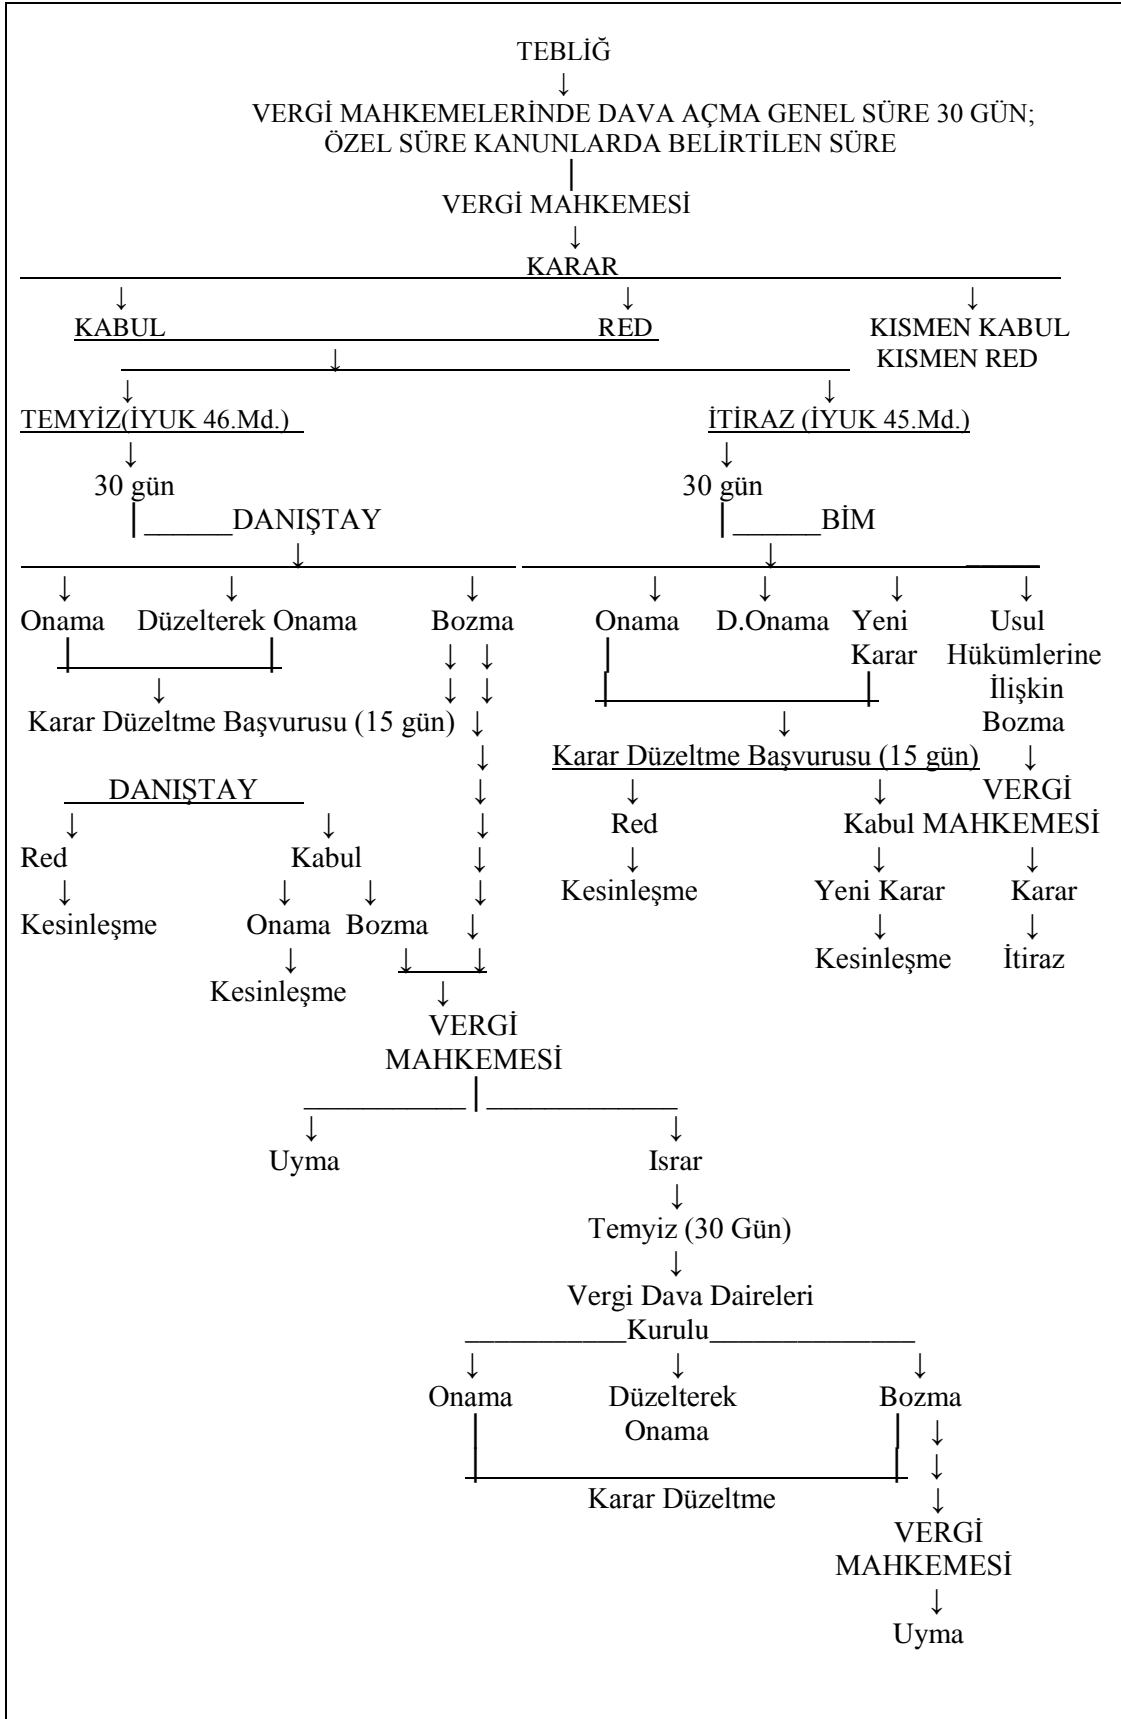 TEBLİĞ
↓
VERGİ MAHKEMELERİNDE DAVA AÇMA GENEL SÜRE 30 GÜN;
ÖZEL SÜRE KANUNLARDA BELİRTİLEN SÜRE
VERGİ MAHKEMESİ
↓
KARAR
↓ ↓ ↓
KABUL RED KISMEN KABUL
↓ KISMEN RED
↓ ↓
TEMYİZ(İYUK 46.Md.) İTİRAZ (İYUK 45.Md.)
↓ ↓
30 gün 30 gün
DANIŞTAY BİM
↓ ↓
↓ ↓ ↓ ↓ ↓ ↓ ↓
Onama Düzelterek Onama Bozma Onama D.Onama Yeni Usul
↓ ↓ Karar Hükümlerine
↓ ↓ ↓ İlişkin
Karar Düzeltme Başvurusu (15 gün) ↓ ↓ Bozma
↓ Karar Düzeltme Başvurusu (15 gün) ↓
DANIŞTAY ↓ ↓ ↓ VERGİ
↓ ↓ ↓ Red Kabul MAHKEMESİ
Red Kabul ↓ ↓ ↓ ↓
↓ ↓ ↓ ↓ Kesinleşme Yeni Karar Karar
Kesinleşme Onama Bozma ↓ ↓ ↓
↓ ↓ ↓ Kesinleşme İtiraz
Kesinleşme ↓
VERGİ
MAHKEMESİ
↓ ↓
Uyma Israr
↓
Temyiz (30 Gün)
↓
Vergi Dava Daireleri
Kurulu
↓ ↓ ↓
Onama Düzelterek Bozma
Onama ↓
↓
Karar Düzeltme ↓
VERGİ
MAHKEMESİ
↓
Uyma